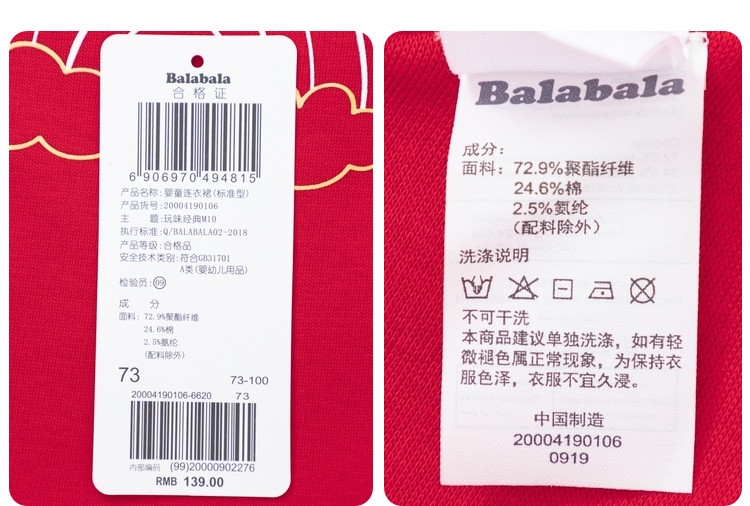 Balabala
合格证
6 906970 494815
产品名称:婴童连衣裙(标准型)
产品货号:20004190106
主 题:玩味经典M10
执行标准:Q/BALABALA02-2018
产品等级:合格品
安全技术类别:符合GB31701
A类(婴幼儿用品)
检验员:09
成 分
面料: 72.9%聚酯纤维
24.6%棉
2.5%氨纶
(配料除外)
73 73-100
20004190106-6620 73
内部编码 (99)20000902276
RMB 139.00
Balabala
成分:
面料: 72.9%聚酯纤维
24.6%棉
2.5%氨纶
(配料除外)
洗涤说明
不可干洗
本商品建议单独洗涤，如有轻
微褪色属正常现象，为保持衣
服色泽，衣服不宜久浸。
中国制造
20004190106
0919